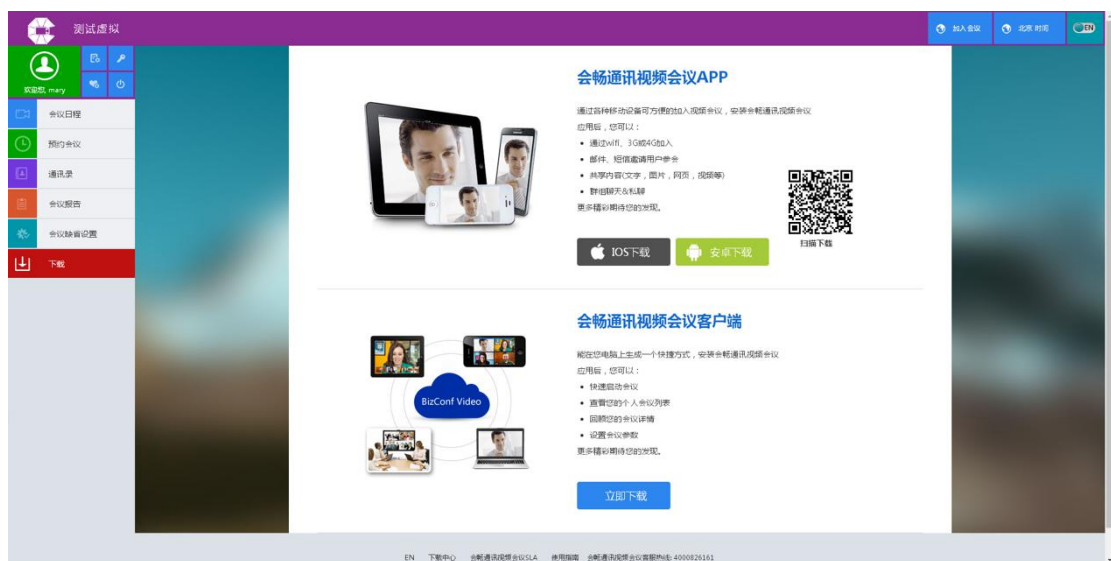 测试虚拟
加入会议
北京 时间
EN
欢迎您, mary
会议日程
预约会议
通讯录
会议报告
会议缺省设置
下载
会畅通讯视频会议APP
通过各种移动设备可方便的加入视频会议，安装会畅通讯视频会议
应用后，您可以：
• 通过wifi、3G或4G加入
• 邮件、短信邀请用户参会
• 共享内容(文字，图片，网页，视频等)
• 群组聊天&私聊
更多精彩期待您的发现。
扫描下载
IOS下载
安卓下载
会畅通讯视频会议客户端
BizConf Video
能在您电脑上生成一个快捷方式，安装会畅通讯视频会议
应用后，您可以：
• 快速启动会议
• 查看您的个人会议列表
• 回顾您的会议详情
• 设置会议参数
更多精彩期待您的发现。
立即下载
EN 下载中心 会畅通讯视频会议SLA 使用指南 会畅通讯视频会议客服热线: 4000826161